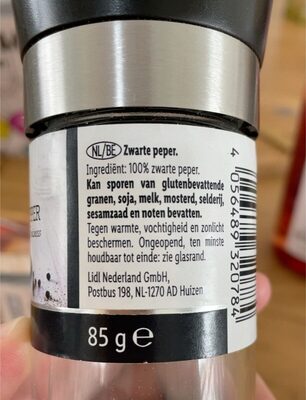 NL/BE Zwarte peper.
Ingrediënt: 100% zwarte peper.
Kan sporen van glutenbevattende
granen, soja, melk, mosterd, selderij,
sesamzaad en noten bevatten.
Tegen warmte, vochtigheid en zonlicht
beschermen. Ongeopend, ten minste
houdbaar tot einde: zie glasrand.
Lidl Nederland GmbH,
Postbus 198, NL-1270 AD Huizen
85 g e
4 056489 320784